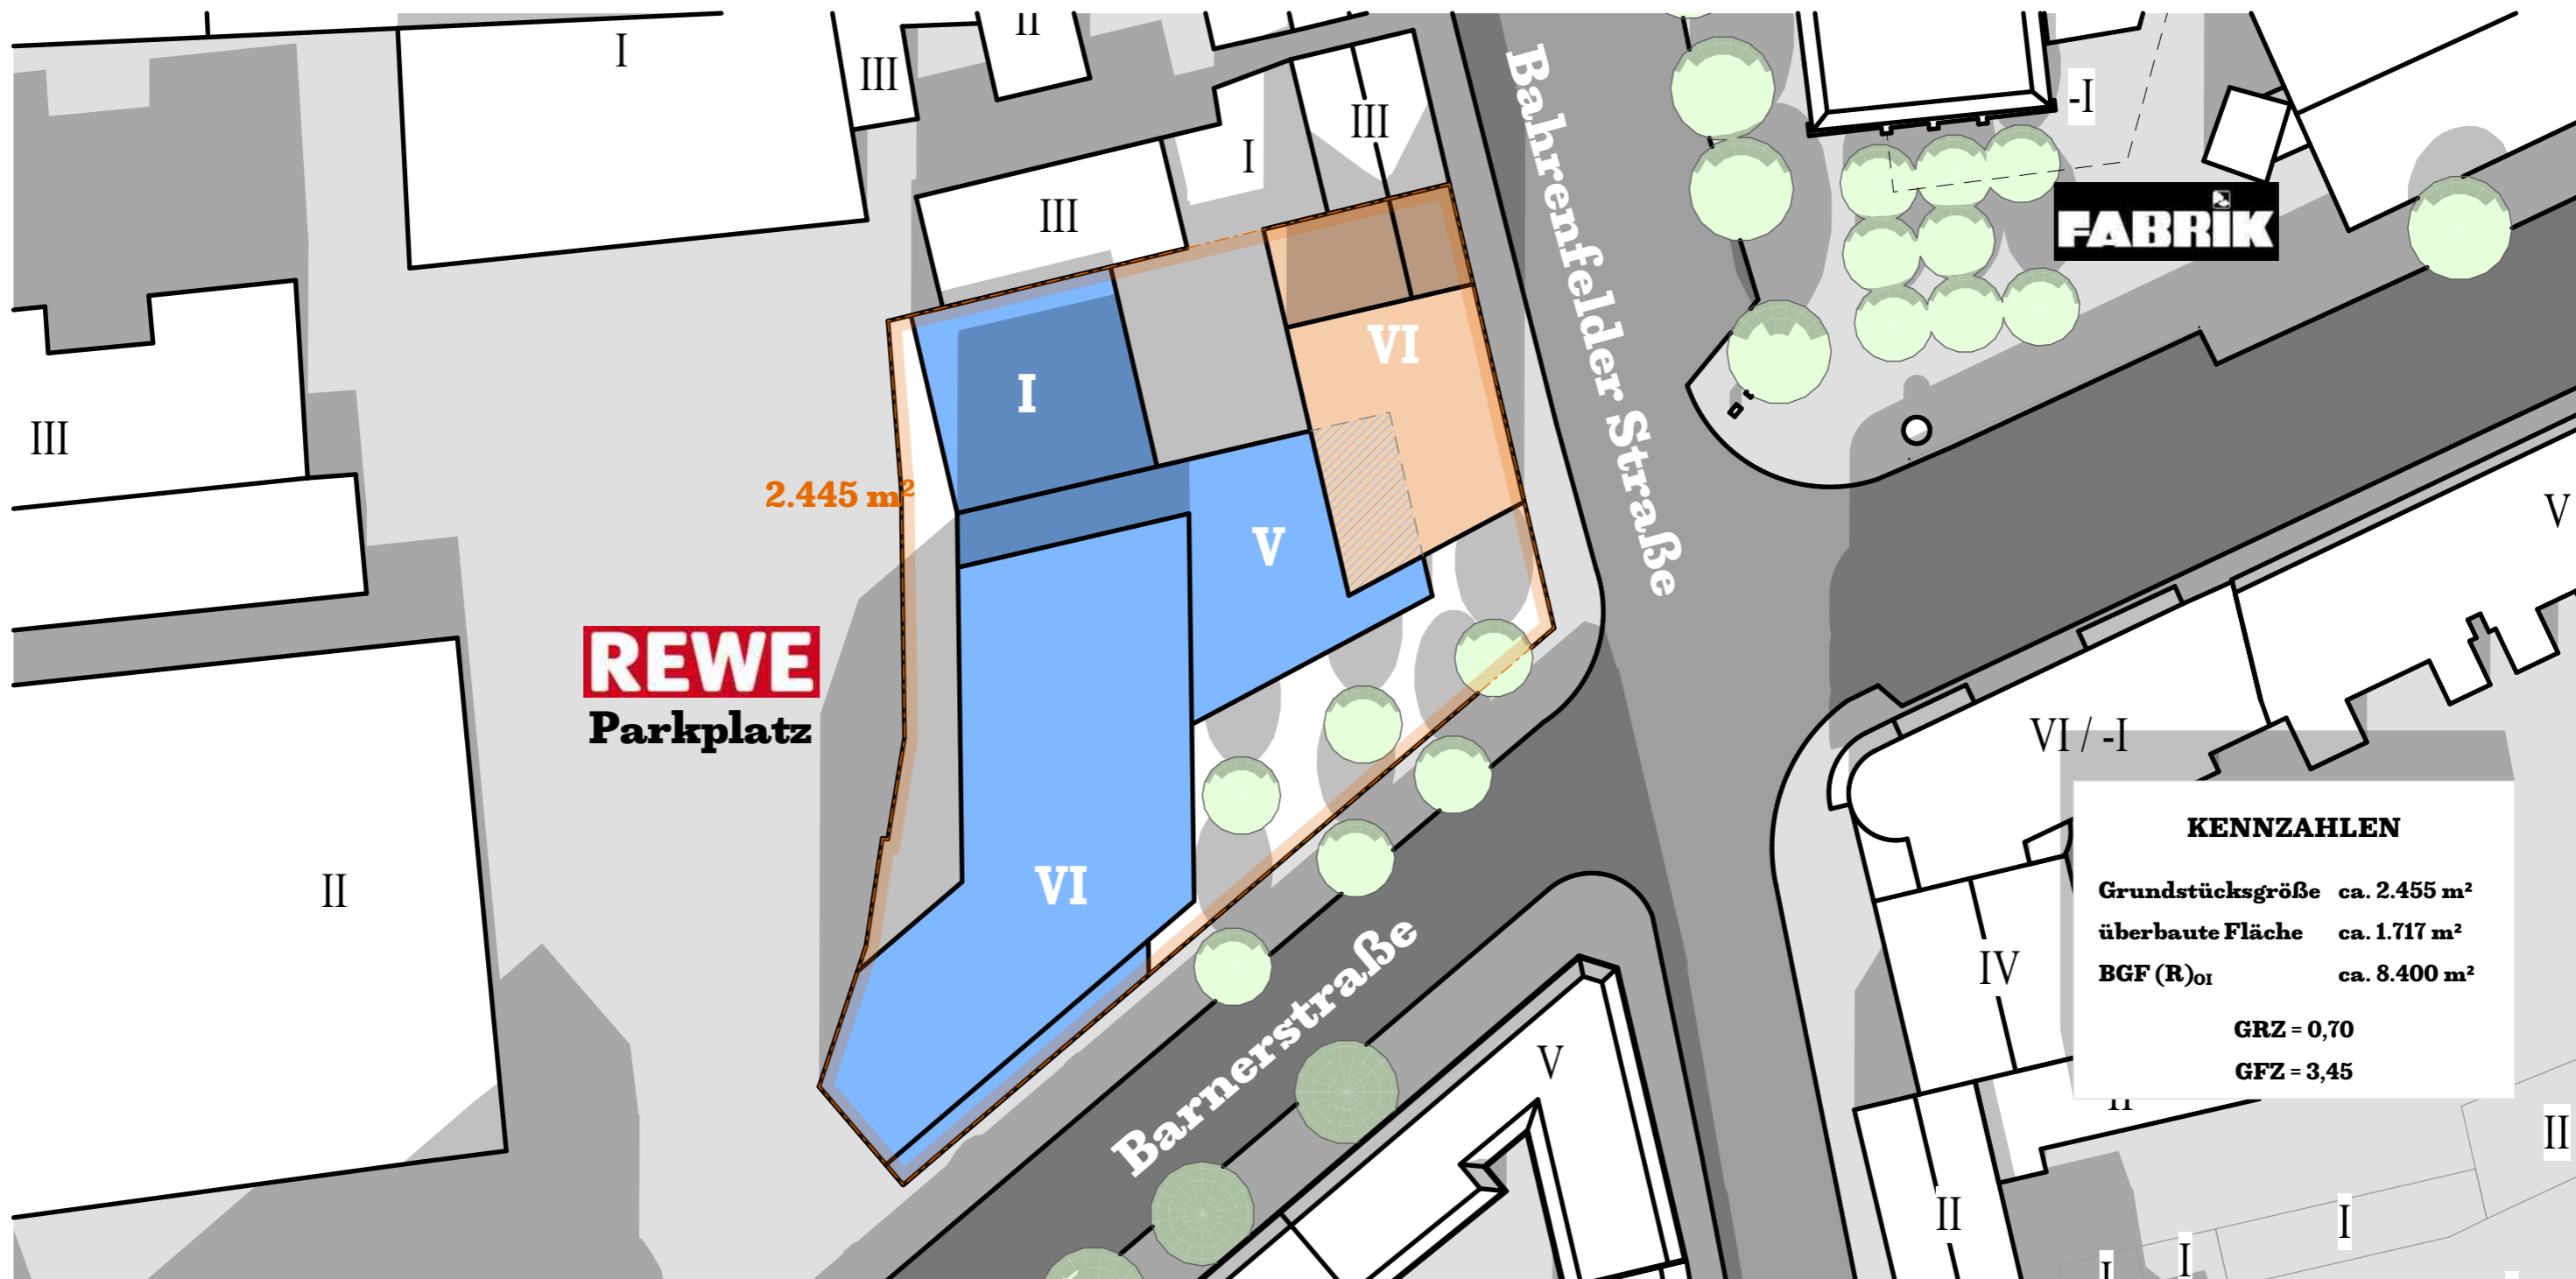 I
III
II
III
I
III
-I
Bahrenfelder Straße
FABRIK
III
VI
I
III
2.445 m²
V
V
REWE
Parkplatz
VI / -I
VI
II
KENNZAHLEN
Grundstücksgröße ca. 2.455 m²
überbaute Fläche ca. 1.717 m²
BGF (R)OI ca. 8.400 m²
GRZ = 0,70
GFZ = 3,45
Barnerstraße
IV
V
II
II
II
I
I
I